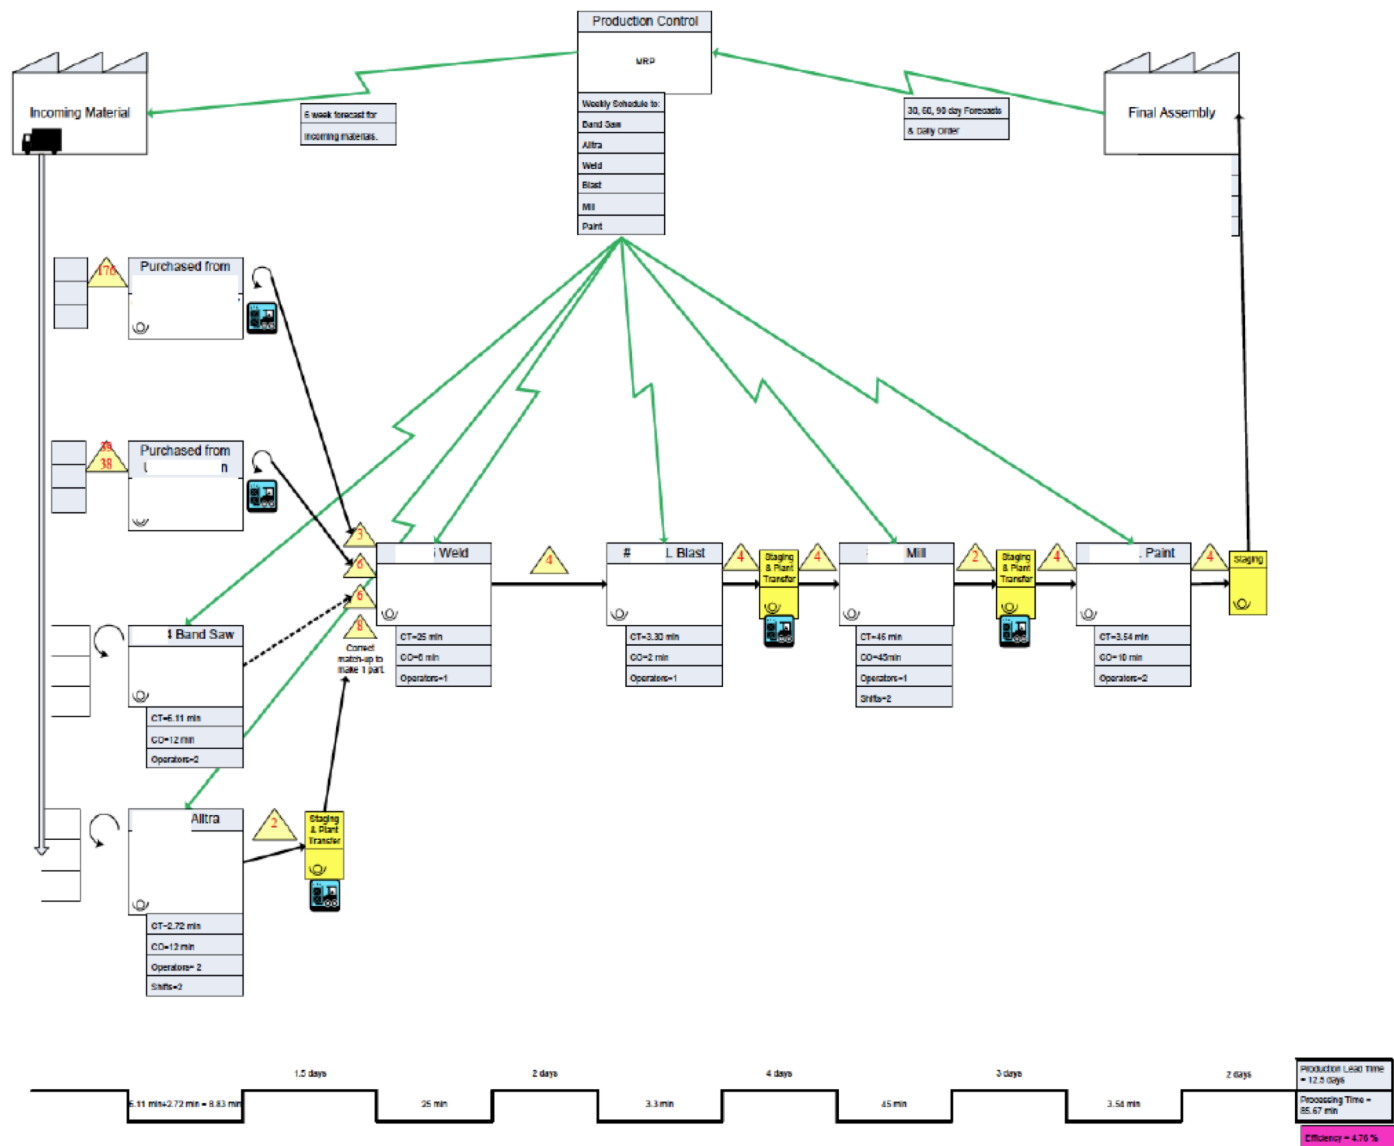 Production Control
MRP
Weekly Schedule to:
Band Saw
Alltra
Weld
Blast
Mill
Paint
Incoming Material
6 week forecast for
incoming materials.
30, 60, 90 day Forecasts
& Daily Order
Final Assembly
176
Purchased from
39
38
Purchased from
n
3
6
6
8
Correct
match-up to
make 1 part.
Weld
CT=25 min
CO=6 min
Operators=1
4
#
L Blast
CT=3.30 min
CO=2 min
Operators=1
4
Staging
& Plant
Transfer
4
Mill
CT=45 min
CO=45min
Operators=1
Shifts=2
2
Staging
& Plant
Transfer
4
. Paint
CT=3.54 min
CO=10 min
Operators=2
4
Staging
Band Saw
CT=6.11 min
CO=12 min
Operators=2
Alltra
CT=2.72 min
CO=12 min
Operators= 2
Shifts=2
2
Staging
& Plant
Transfer
1.5 days
2 days
4 days
3 days
2 days
6.11 min+2.72 min = 8.83 min
25 min
3.3 min
45 min
3.54 min
Production Lead Time
= 12.5 days
Processing Time =
85.67 min
Efficiency = 4.76 %